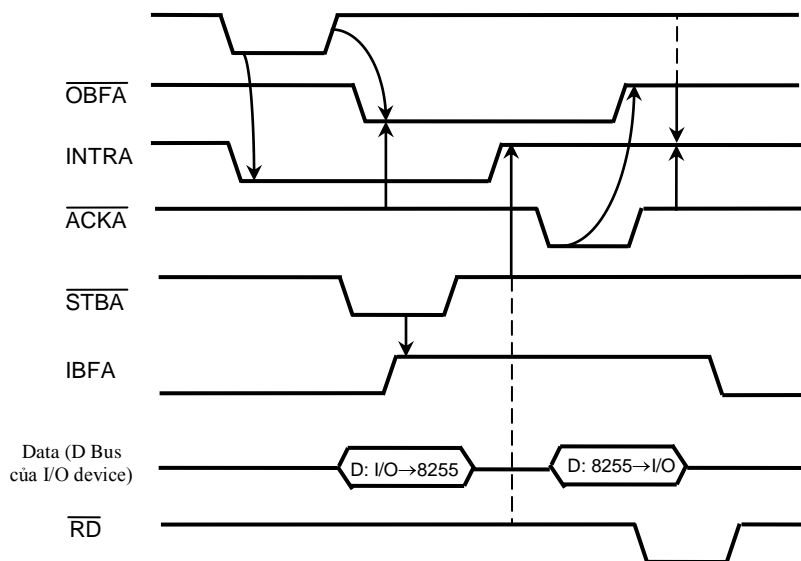 OBFA
INTRA
ACKA
STBA
IBFA
Data (D Bus
của I/O device)
D: I/O→8255
D: 8255→I/O
RD